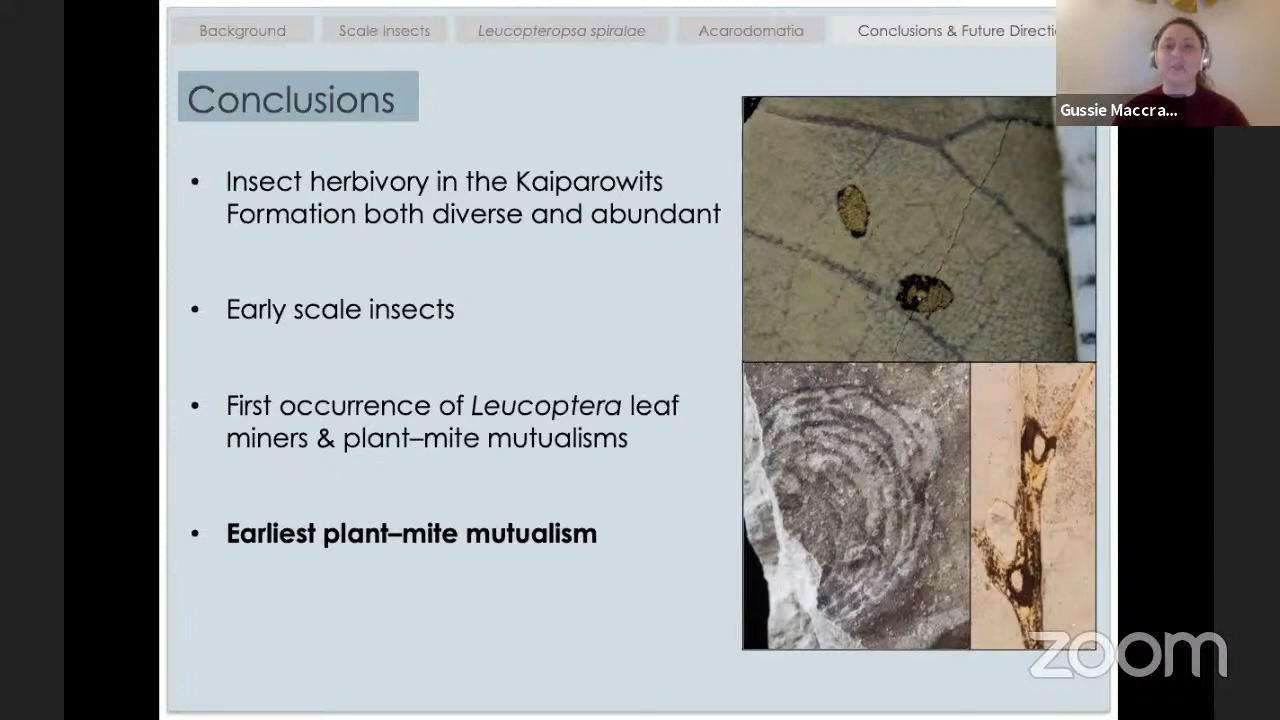 Background
Scale Insects
Leucopteropsa spiralae
Acarodomatia
Conclusions & Future Directi
Gussie Maccra...
Conclusions
• Insect herbivory in the Kaiparowits
Formation both diverse and abundant
• Early scale insects
• First occurrence of Leucoptera leaf
miners & plant–mite mutualisms
• Earliest plant–mite mutualism
zoom